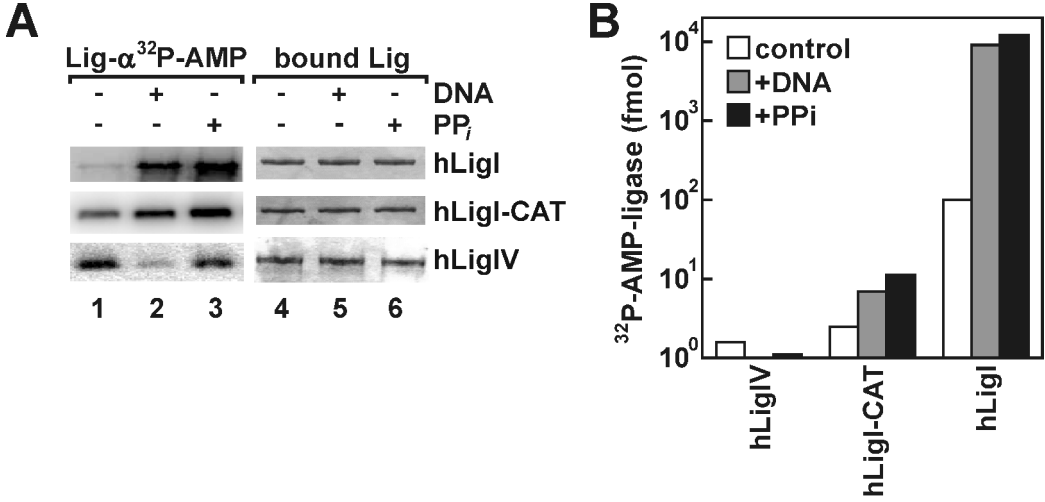 A
Lig-α³²P-AMP bound Lig
- + - - + - DNA
- - + - - + PPi
hLigI
hLigI-CAT
hLigIV
1 2 3 4 5 6
B
³²P-AMP-ligase (fmol)
10⁴
10³
10²
10¹
10⁰
control
+DNA
+PPi
hLigIV
hLigI-CAT
hLigI